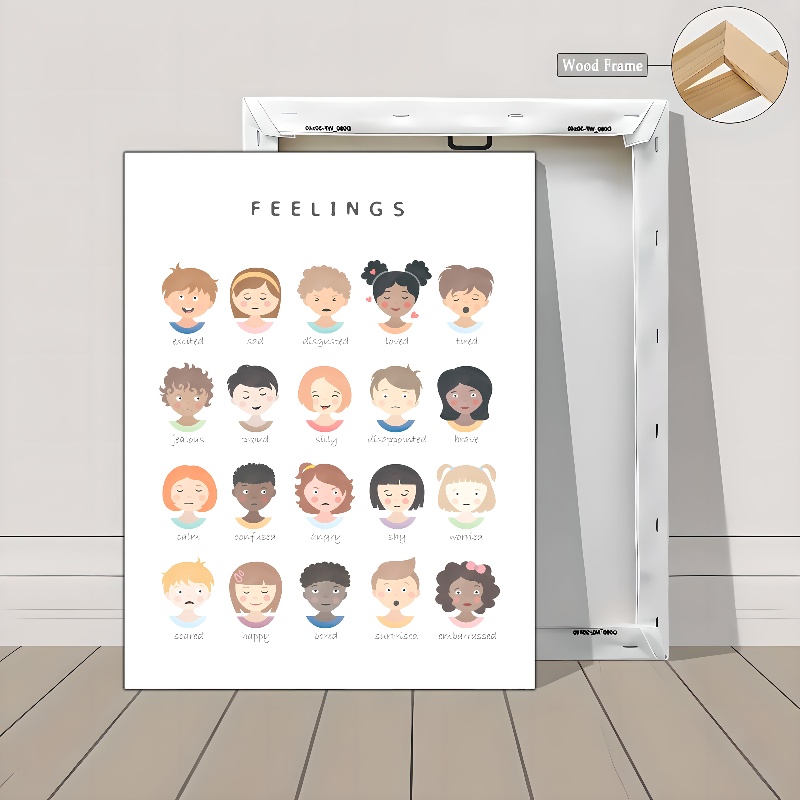 Wood Frame
FEELINGS
excited sad disgusted loved tired
jealous proud silly disappointed brave
calm confused angry shy worried
scared happy bored surprised embarrassed